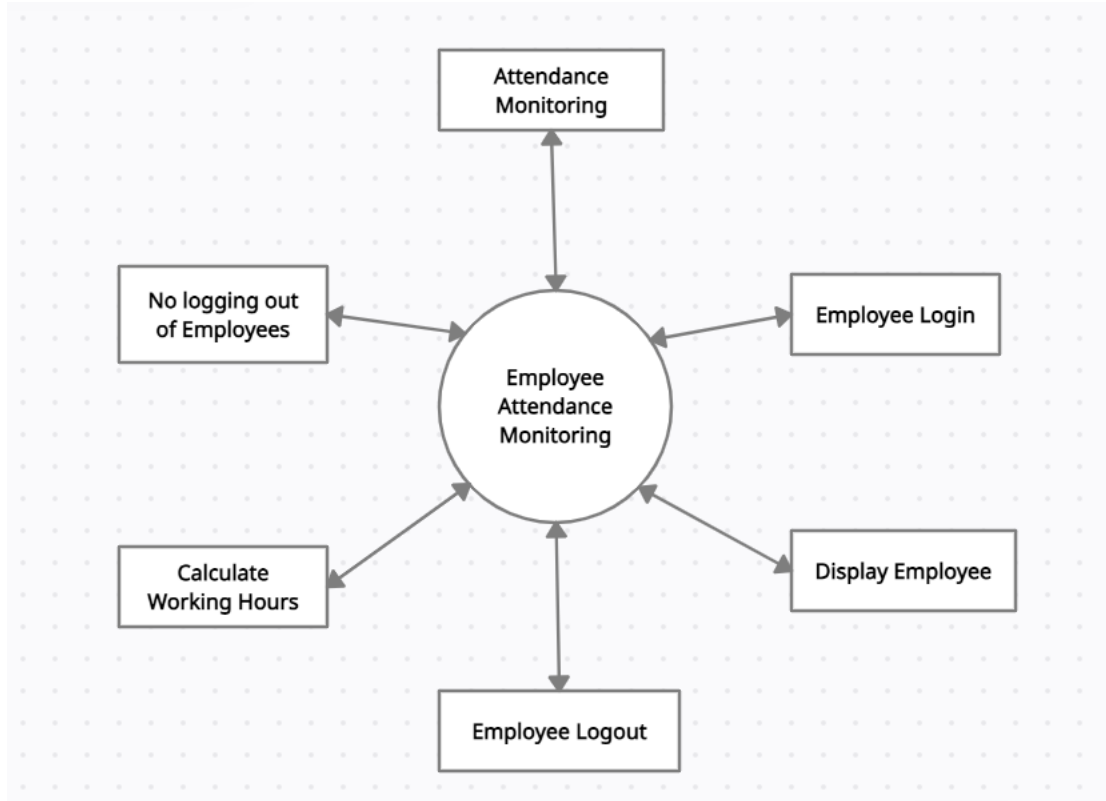 Attendance
Monitoring
No logging out
of Employees
Employee Login
Employee
Attendance
Monitoring
Calculate
Working Hours
Display Employee
Employee Logout